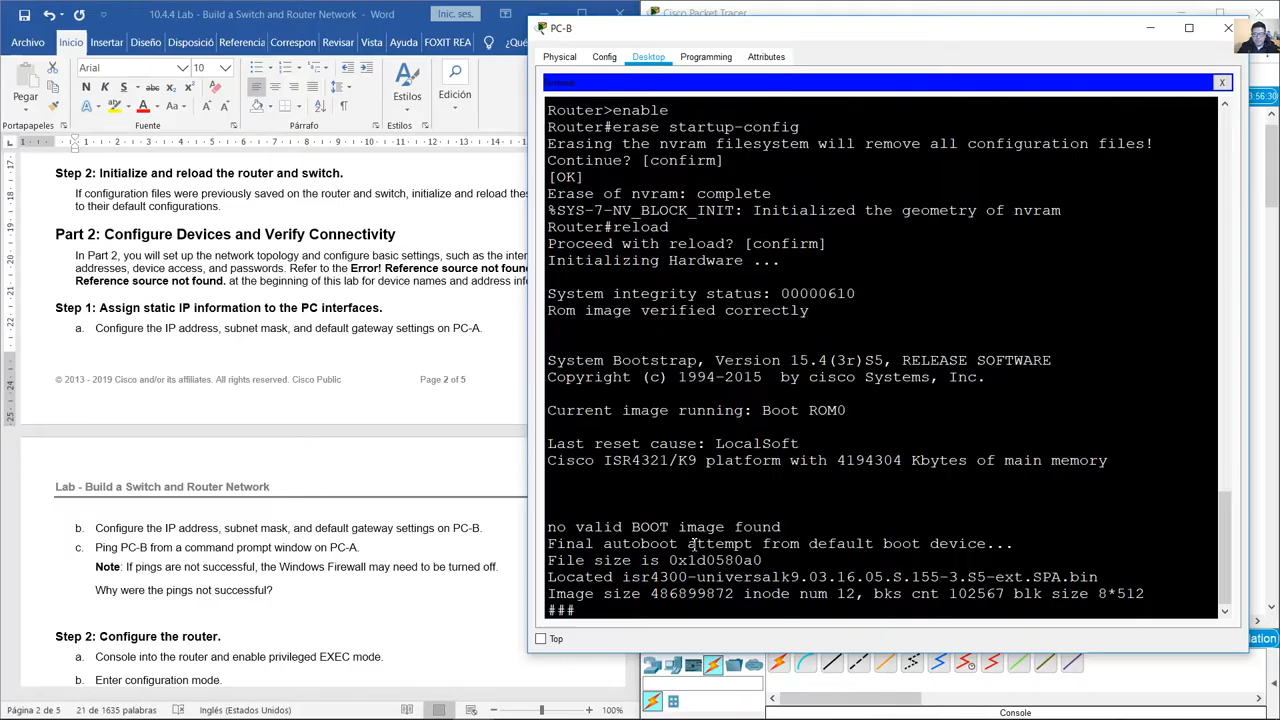 10.4.4 Lab - Build a Switch and Router Network - Word
Inic. ses.
Archivo Inicio Insertar Diseño Disposició Referencia Correspon Revisar Vista Ayuda FOXIT REA
Pegar
Arial 10
Estilos
Edición
Portapapeles Fuente
Step 2: Initialize and reload the router and switch.
If configuration files were previously saved on the router and switch, initialize and reload thes
to their default configurations.
Part 2: Configure Devices and Verify Connectivity
In Part 2, you will set up the network topology and configure basic settings, such as the inter
addresses, device access, and passwords. Refer to the Error! Reference source not foun
Reference source not found. at the beginning of this lab for device names and address info
Step 1: Assign static IP information to the PC interfaces.
a. Configure the IP address, subnet mask, and default gateway settings on PC-A.
© 2013 - 2019 Cisco and/or its affiliates. All rights reserved. Cisco Public Page 2 of 5
Lab - Build a Switch and Router Network
b. Configure the IP address, subnet mask, and default gateway settings on PC-B.
c. Ping PC-B from a command prompt window on PC-A.
Note: If pings are not successful, the Windows Firewall may need to be turned off.
Why were the pings not successful?
Step 2: Configure the router.
a. Console into the router and enable privileged EXEC mode.
b. Enter configuration mode.
Página 2 de 5 21 de 1635 palabras Inglés (Estados Unidos) 100%
Cisco Packet Tracer
PC-B
Physical Config Desktop Programming Attributes
X
Router>enable
Router#erase startup-config
Erasing the nvram filesystem will remove all configuration files!
Continue? [confirm]
[OK]
Erase of nvram: complete
%SYS-7-NV_BLOCK_INIT: Initialized the geometry of nvram
Router#reload
Proceed with reload? [confirm]
Initializing Hardware ...
System integrity status: 00000610
Rom image verified correctly
System Bootstrap, Version 15.4(3r)S5, RELEASE SOFTWARE
Copyright (c) 1994-2015 by cisco Systems, Inc.
Current image running: Boot ROM0
Last reset cause: LocalSoft
Cisco ISR4321/K9 platform with 4194304 Kbytes of main memory
no valid BOOT image found
Final autoboot attempt from default boot device...
File size is 0x1d0580a0
Located isr4300-universalk9.03.16.05.S.155-3.S5-ext.SPA.bin
Image size 486899872 inode num 12, bks cnt 102567 blk size 8*512
###
Top
:56:30
lation
Console